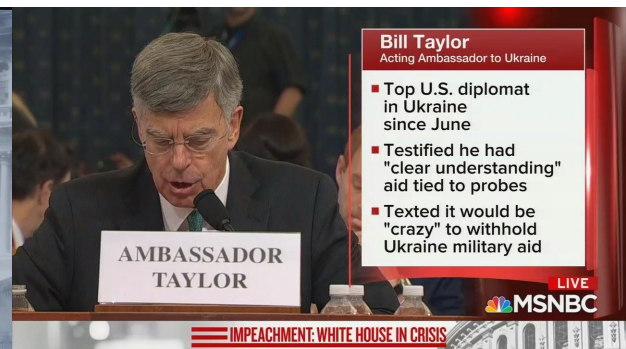 Bill Taylor
Acting Ambassador to Ukraine
Top U.S. diplomat
in Ukraine
since June
Testified he had
"clear understanding"
aid tied to probes
Texted it would be
"crazy" to withhold
Ukraine military aid
AMBASSADOR
TAYLOR
LIVE
MSNBC
IMPEACHMENT: WHITE HOUSE IN CRISIS